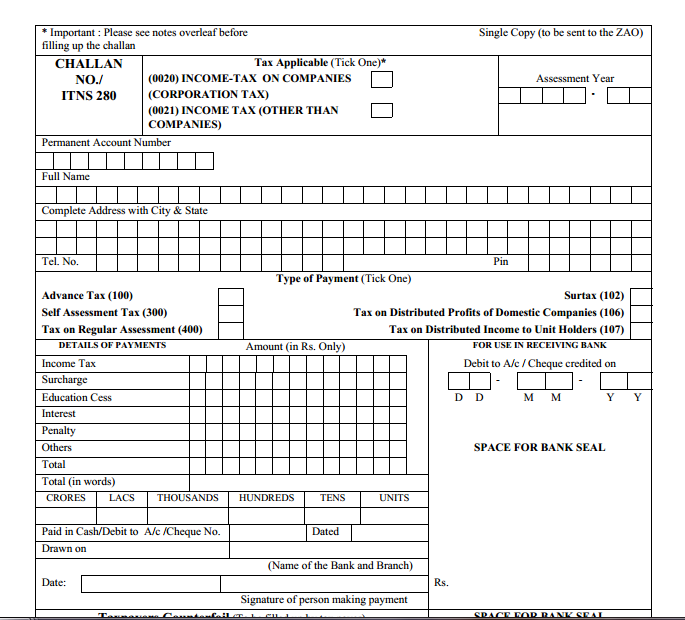 * Important : Please see notes overleaf before
filling up the challan
Single Copy (to be sent to the ZAO)
CHALLAN
NO./
ITNS 280
Tax Applicable (Tick One)*
(0020) INCOME-TAX ON COMPANIES
(CORPORATION TAX)
(0021) INCOME TAX (OTHER THAN
COMPANIES)
Assessment Year
-
Permanent Account Number
Full Name
Complete Address with City & State
Tel. No. Pin
Type of Payment (Tick One)
Advance Tax (100) Surtax (102)
Self Assessment Tax (300) Tax on Distributed Profits of Domestic Companies (106)
Tax on Regular Assessment (400) Tax on Distributed Income to Unit Holders (107)
DETAILS OF PAYMENTS Amount (in Rs. Only) FOR USE IN RECEIVING BANK
Income Tax
Surcharge
Education Cess
Interest
Penalty
Others
Total
Total (in words)
CRORES LACS THOUSANDS HUNDREDS TENS UNITS
Paid in Cash/Debit to A/c /Cheque No. Dated
Drawn on
(Name of the Bank and Branch)
Date:
Signature of person making payment
Debit to A/c / Cheque credited on
- -
D D M M Y Y
SPACE FOR BANK SEAL
Rs.
Taxpayers Counterfoil
SPACE FOR BANK SEAL